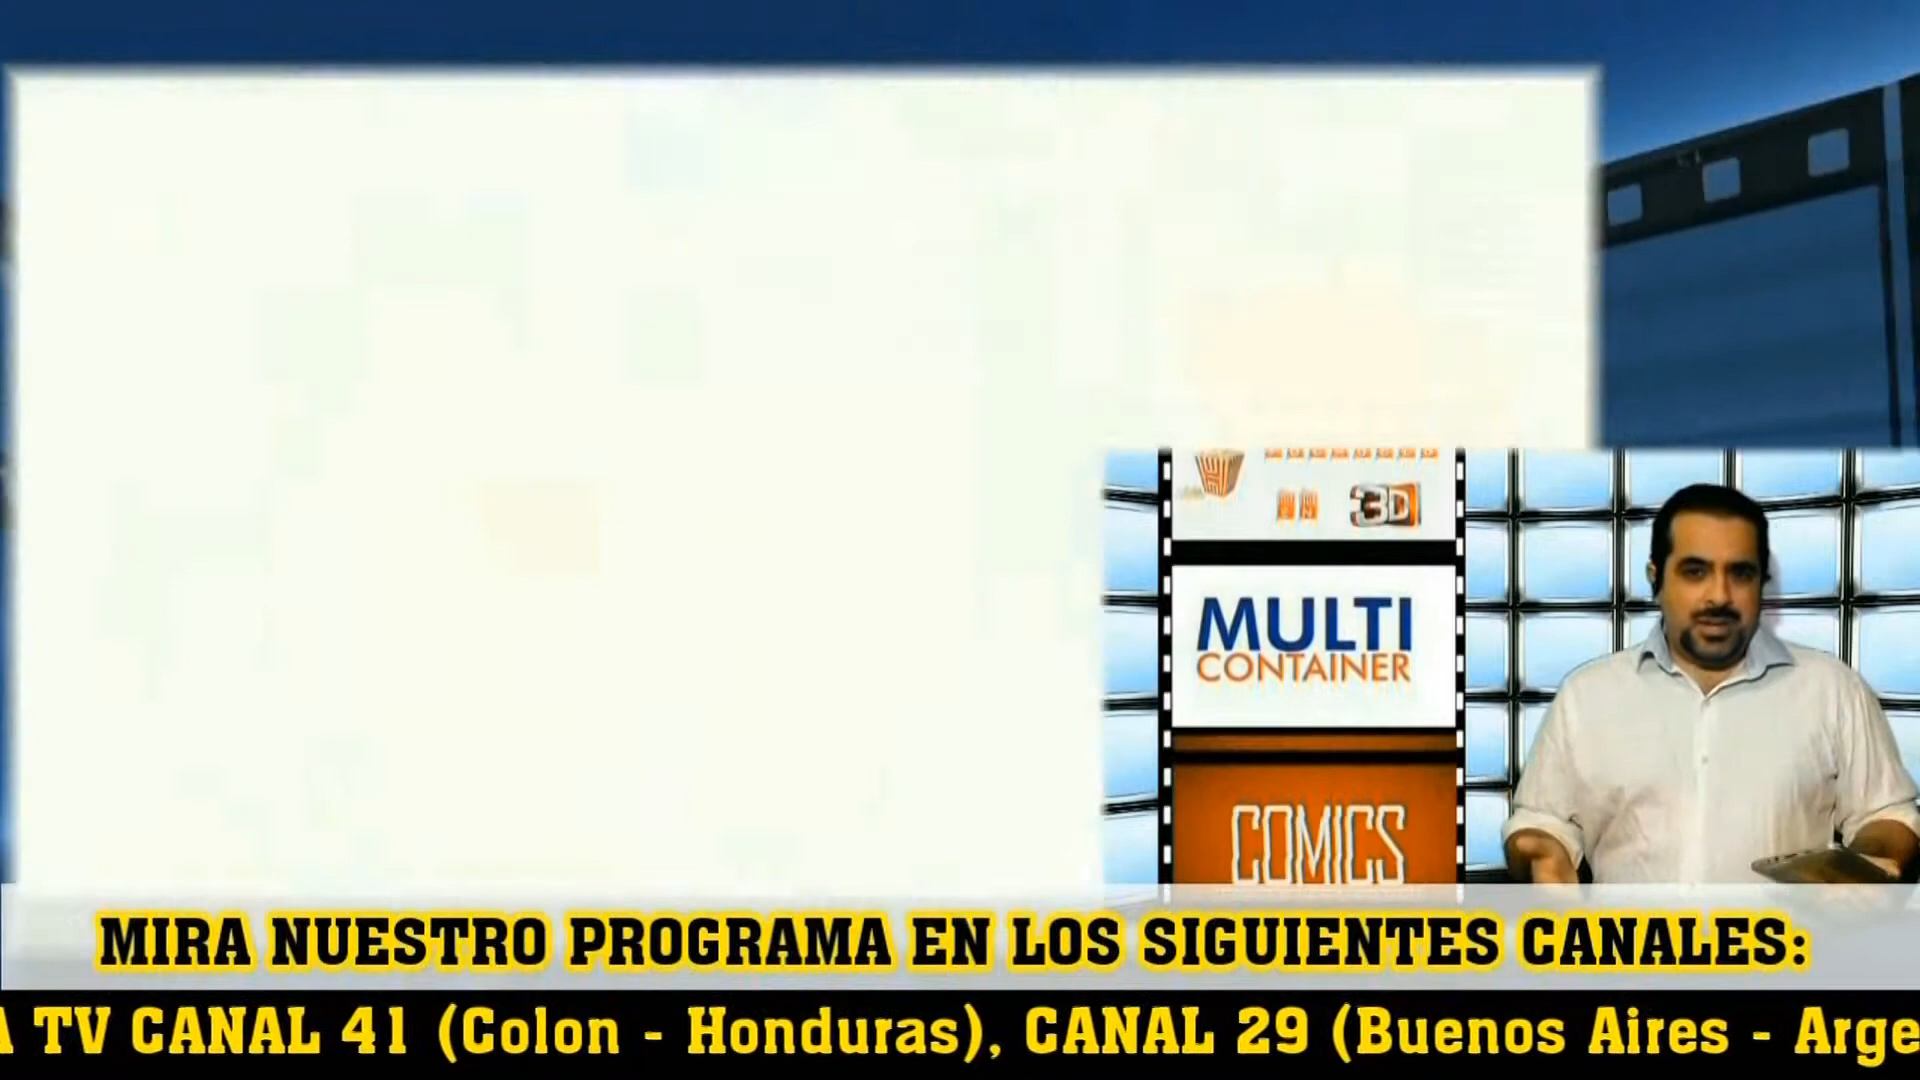 3D
MULTI
CONTAINER
COMICS
MIRA NUESTRO PROGRAMA EN LOS SIGUIENTES CANALES:
A TV CANAL 41 (Colon - Honduras), CANAL 29 (Buenos Aires - Arge